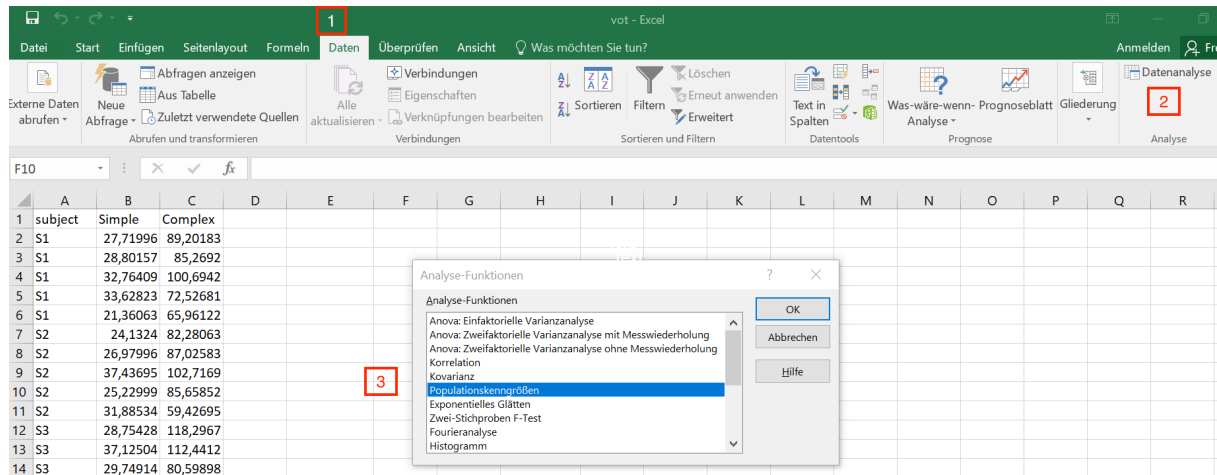 1
vot - Excel
Datei Start Einfügen Seitenlayout Formeln Daten Überprüfen Ansicht Was möchten Sie tun? Anmelden Fre
Externe Daten abrufen
Neue Abfrage
Abfragen anzeigen
Aus Tabelle
Zuletzt verwendete Quellen
Abrufen und transformieren
Alle aktualisieren
Verbindungen
Eigenschaften
Verknüpfungen bearbeiten
Verbindungen
Sortieren
Filtern
Löschen
Erneut anwenden
Erweitert
Sortieren und Filtern
Text in Spalten
Datentools
Was-wäre-wenn-Analyse
Prognoseblatt
Prognose
Gliederung
Datenanalyse
2
Analyse
F10 fx
A B C D E F G H I J K L M N O P Q R
1 subject Simple Complex
2 S1 27,71996 89,20183
3 S1 28,80157 85,2692
4 S1 32,76409 100,6942
5 S1 33,62823 72,52681
6 S1 21,36063 65,96122
7 S2 24,1324 82,28063
8 S2 26,97996 87,02583
9 S2 37,43695 102,7169
10 S2 25,22999 85,65852
11 S2 31,88534 59,42695
12 S3 28,75428 118,2967
13 S3 37,12504 112,4412
14 S3 29,74914 80,59898
Analyse-Funktionen ?
Analyse-Funktionen
Anova: Einfaktorielle Varianzanalyse
Anova: Zweifaktorielle Varianzanalyse mit Messwiederholung
Anova: Zweifaktorielle Varianzanalyse ohne Messwiederholung
Korrelation
Kovarianz
Populationskenngrößen
Exponentielles Glätten
Zwei-Stichproben F-Test
Fourieranalyse
Histogramm
OK
Abbrechen
Hilfe
3